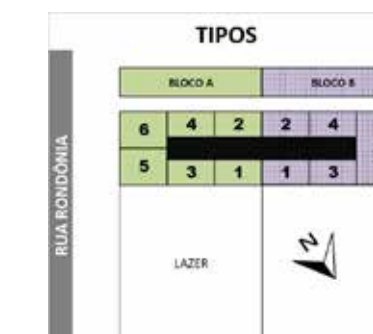 TIPOS
BLOCO A BLOCO B
6 4 2 2 4
5 3 1 1 3
RUA RONDÔNIA
LAZER
N